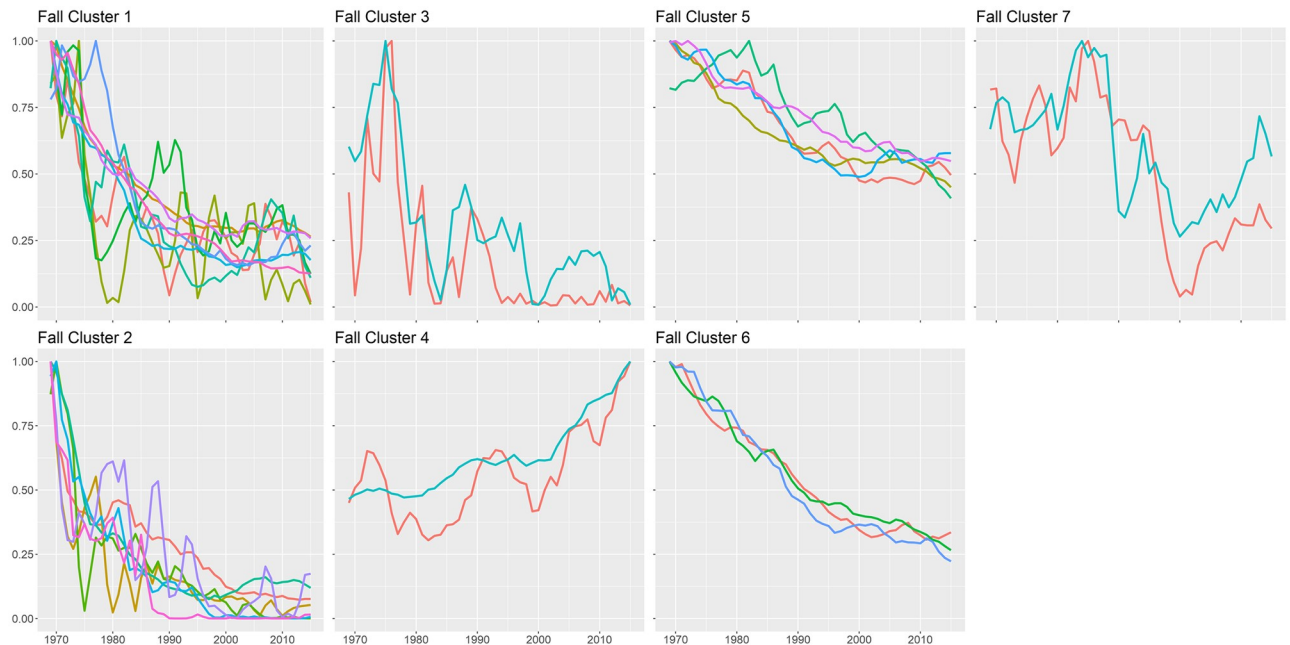 Fall Cluster 1
Fall Cluster 3
Fall Cluster 5
Fall Cluster 7
1.00
0.75
0.50
0.25
0.00
Fall Cluster 2
Fall Cluster 4
Fall Cluster 6
1.00
0.75
0.50
0.25
0.00
1970 1980 1990 2000 2010
1970 1980 1990 2000 2010
1970 1980 1990 2000 2010